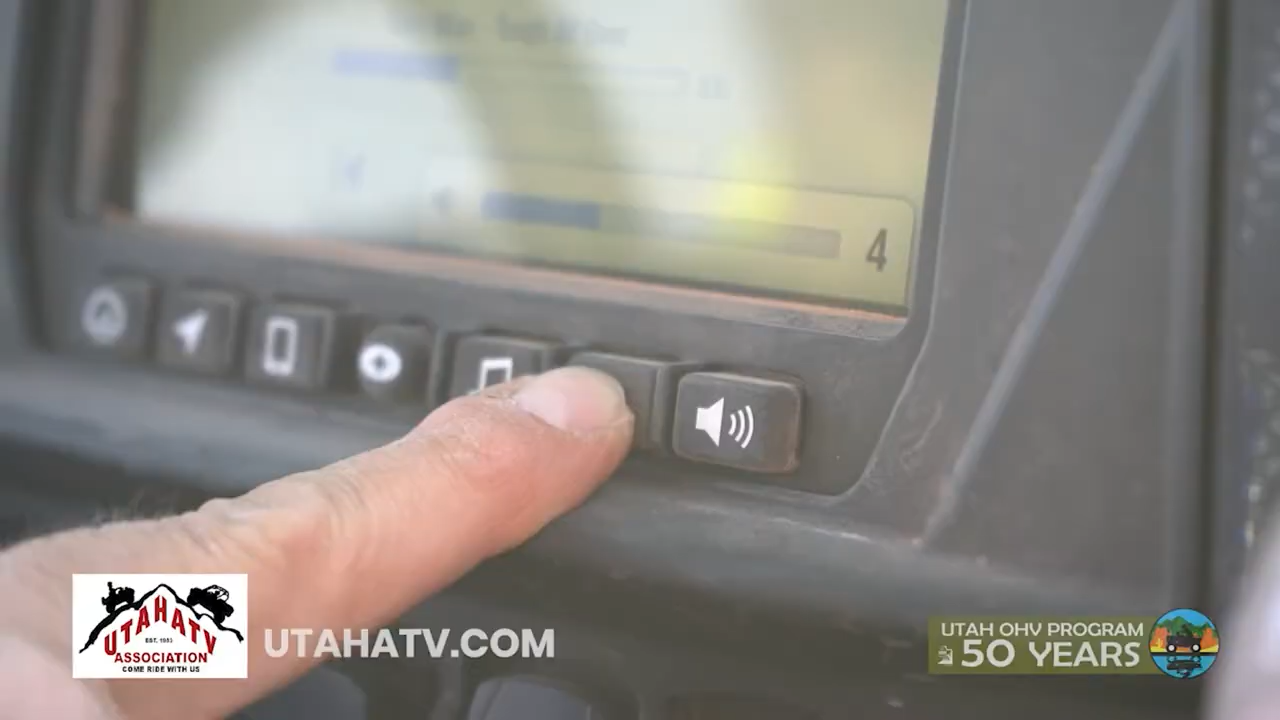 4
UTAH ATV
EST. 1983
ASSOCIATION
COME RIDE WITH US
UTAHATV.COM
UTAH OHV PROGRAM
50 YEARS